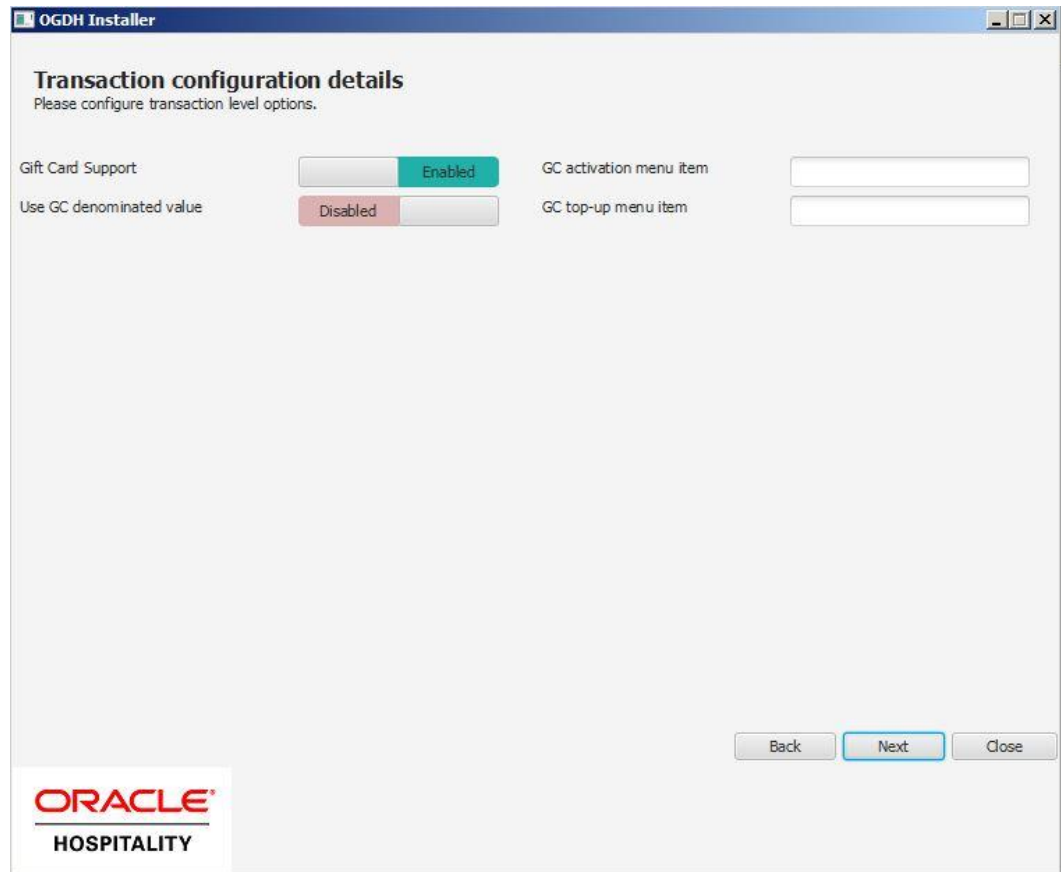 OGDH Installer
Transaction configuration details
Please configure transaction level options.
Gift Card Support Enabled GC activation menu item
Use GC denominated value Disabled GC top-up menu item
Back Next Close
ORACLE®
HOSPITALITY